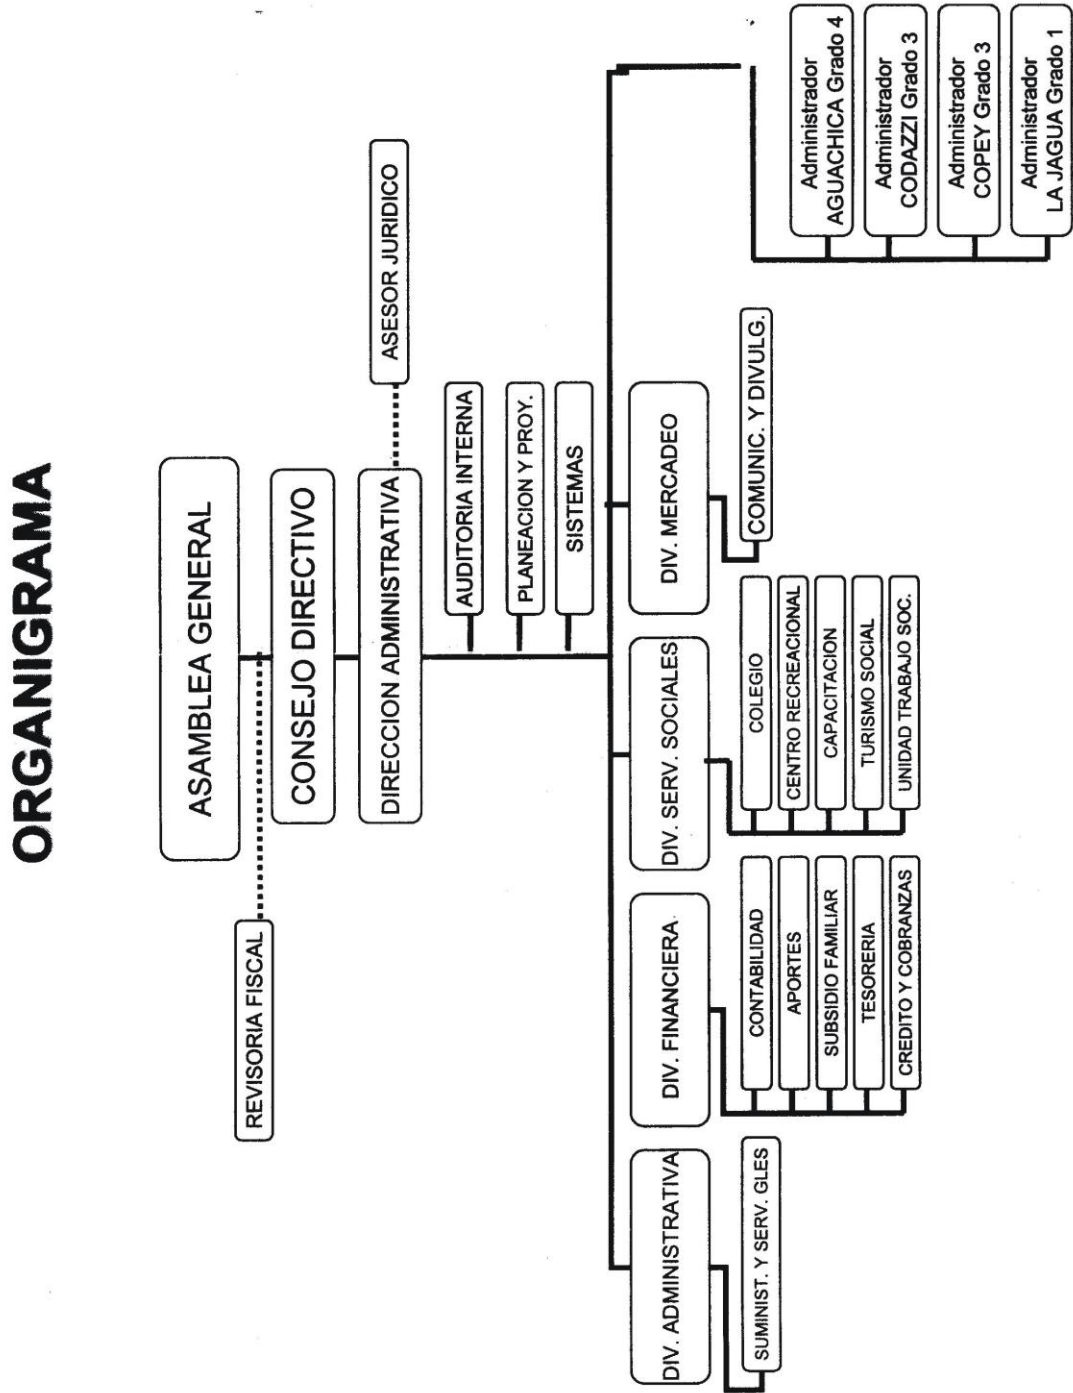 ORGANIGRAMA
ASAMBLEA GENERAL
REVISORIA FISCAL
CONSEJO DIRECTIVO
DIRECCION ADMINISTRATIVA
ASESOR JURIDICO
AUDITORIA INTERNA
PLANEACION Y PROY.
SISTEMAS
DIV. ADMINISTRATIVA
SUMINIST. Y SERV. GLES
DIV. FINANCIERA
CONTABILIDAD
APORTES
SUBSIDIO FAMILIAR
TESORERIA
CREDITO Y COBRANZAS
DIV. SERV. SOCIALES
COLEGIO
CENTRO RECREACIONAL
CAPACITACION
TURISMO SOCIAL
UNIDAD TRABAJO SOC.
DIV. MERCADEO
COMUNIC. Y DIVULG.
Administrador
AGUACHICA Grado 4
Administrador
CODAZZI Grado 3
Administrador
COPEY Grado 3
Administrador
LA JAGUA Grado 1